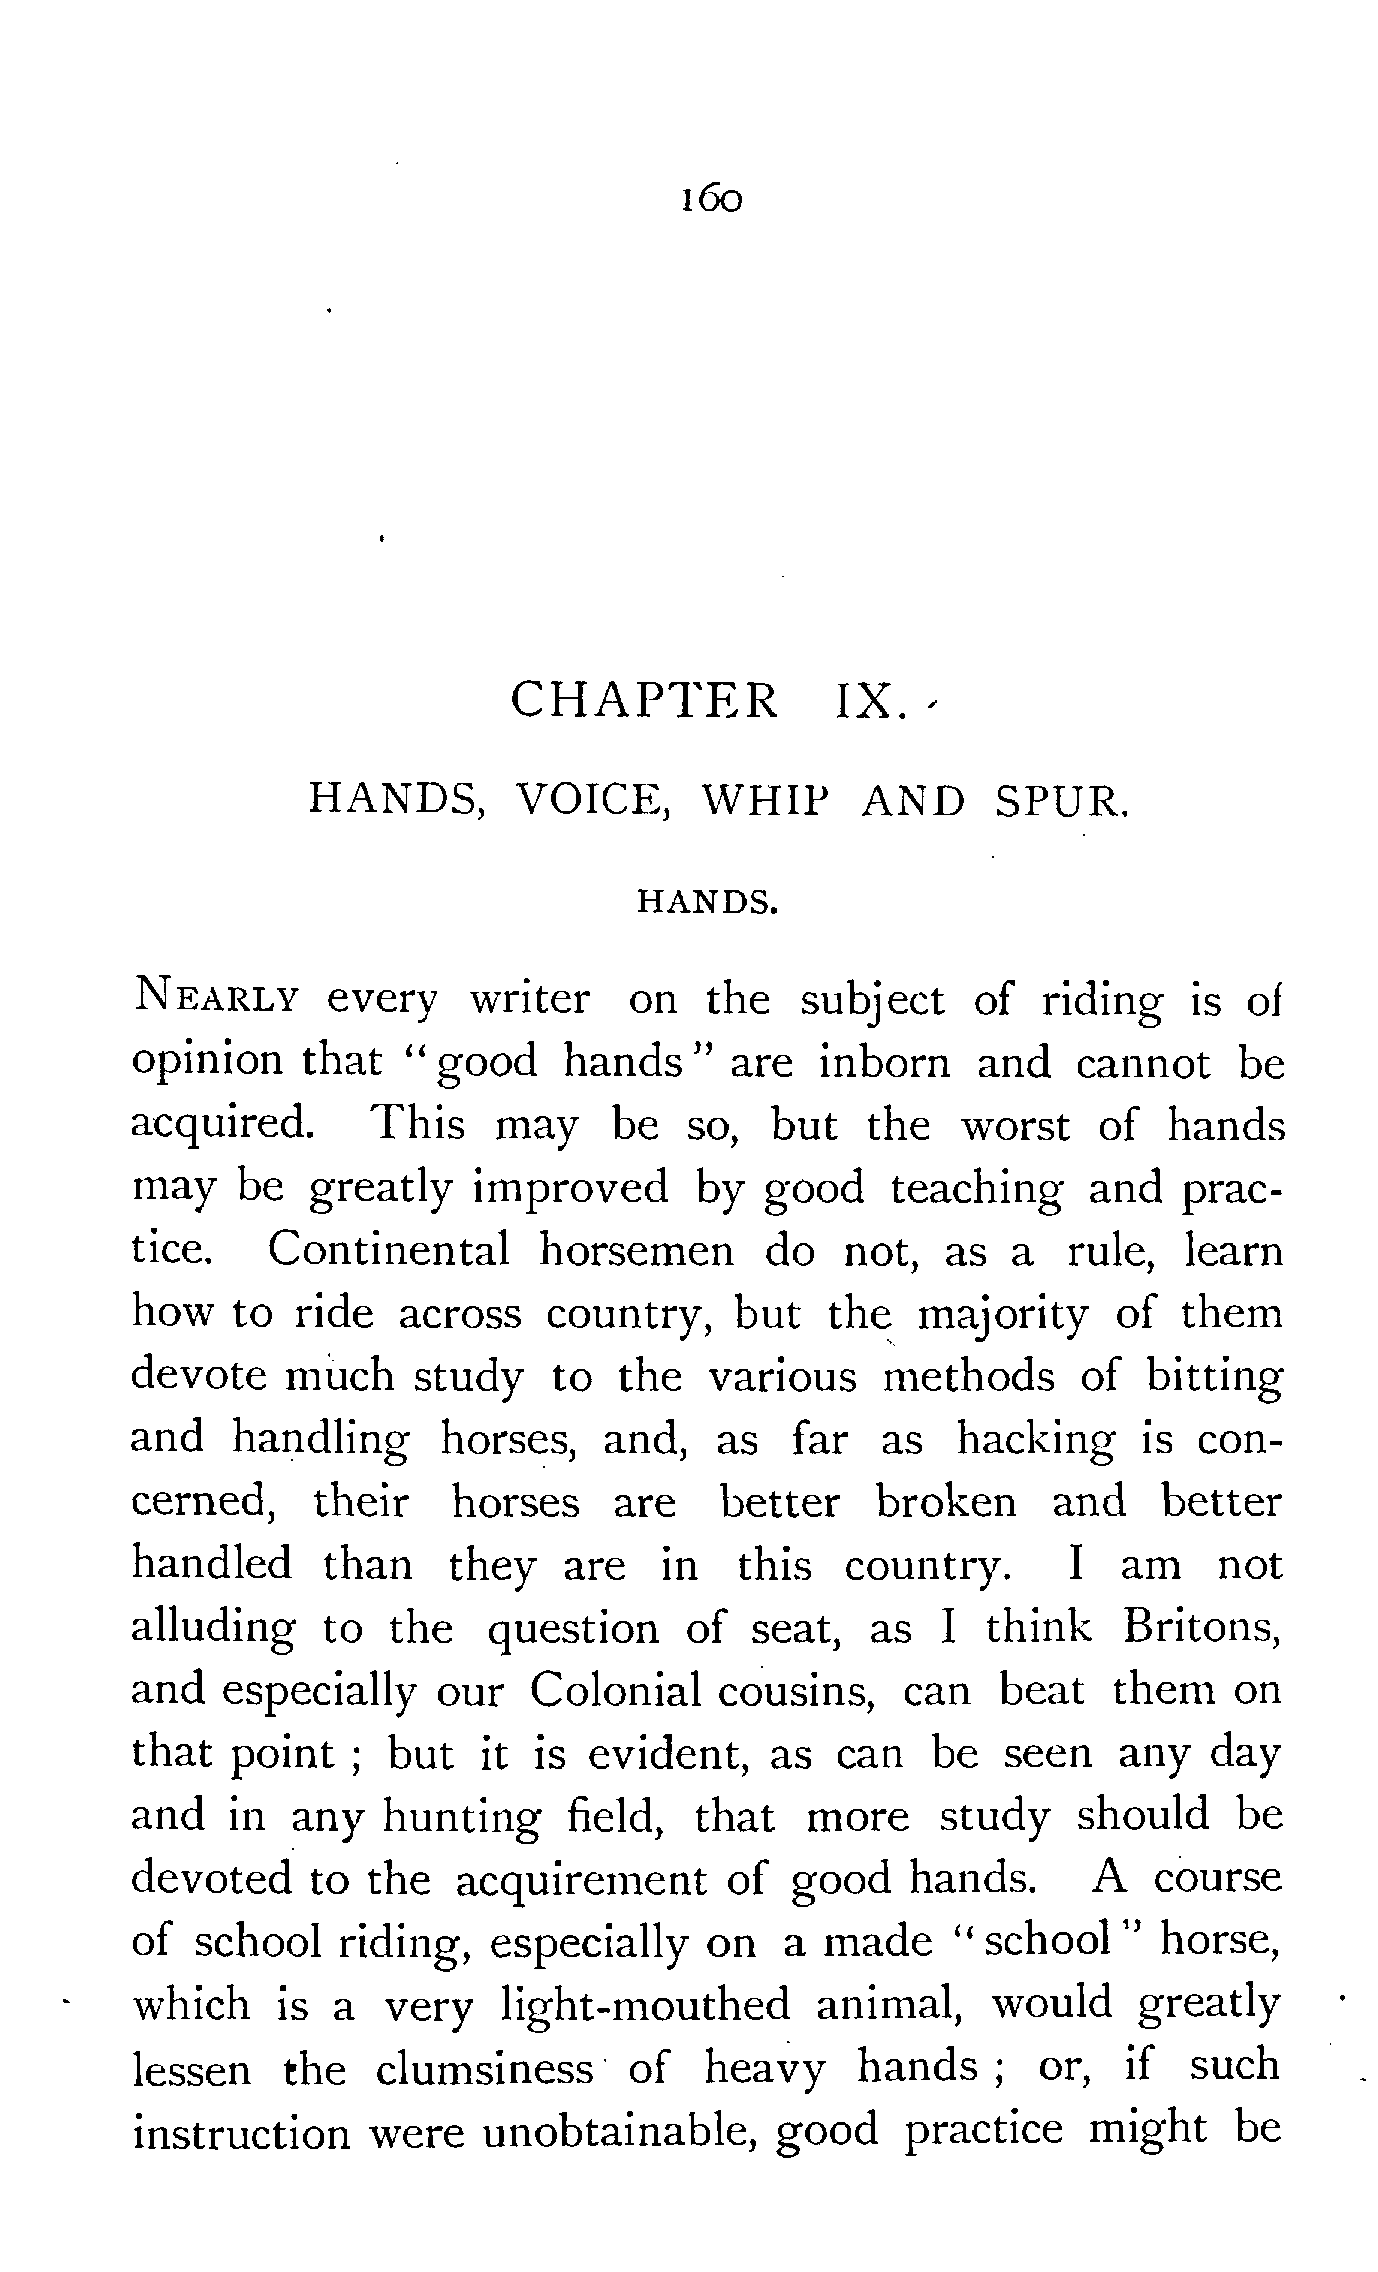 160
CHAPTER IX.
HANDS, VOICE, WHIP AND SPUR.
HANDS.
NEARLY every writer on the subject of riding is of
opinion that “good hands” are inborn and cannot be
acquired. This may be so, but the worst of hands
may be greatly improved by good teaching and prac-
tice. Continental horsemen do not, as a rule, learn
how to ride across country, but the majority of them
devote much study to the various methods of bitting
and handling horses, and, as far as hacking is con-
cerned, their horses are better broken and better
handled than they are in this country. I am not
alluding to the question of seat, as I think Britons,
and especially our Colonial cousins, can beat them on
that point ; but it is evident, as can be seen any day
and in any hunting field, that more study should be
devoted to the acquirement of good hands. A course
of school riding, especially on a made “school” horse,
which is a very light-mouthed animal, would greatly
lessen the clumsiness of heavy hands ; or, if such
instruction were unobtainable, good practice might be